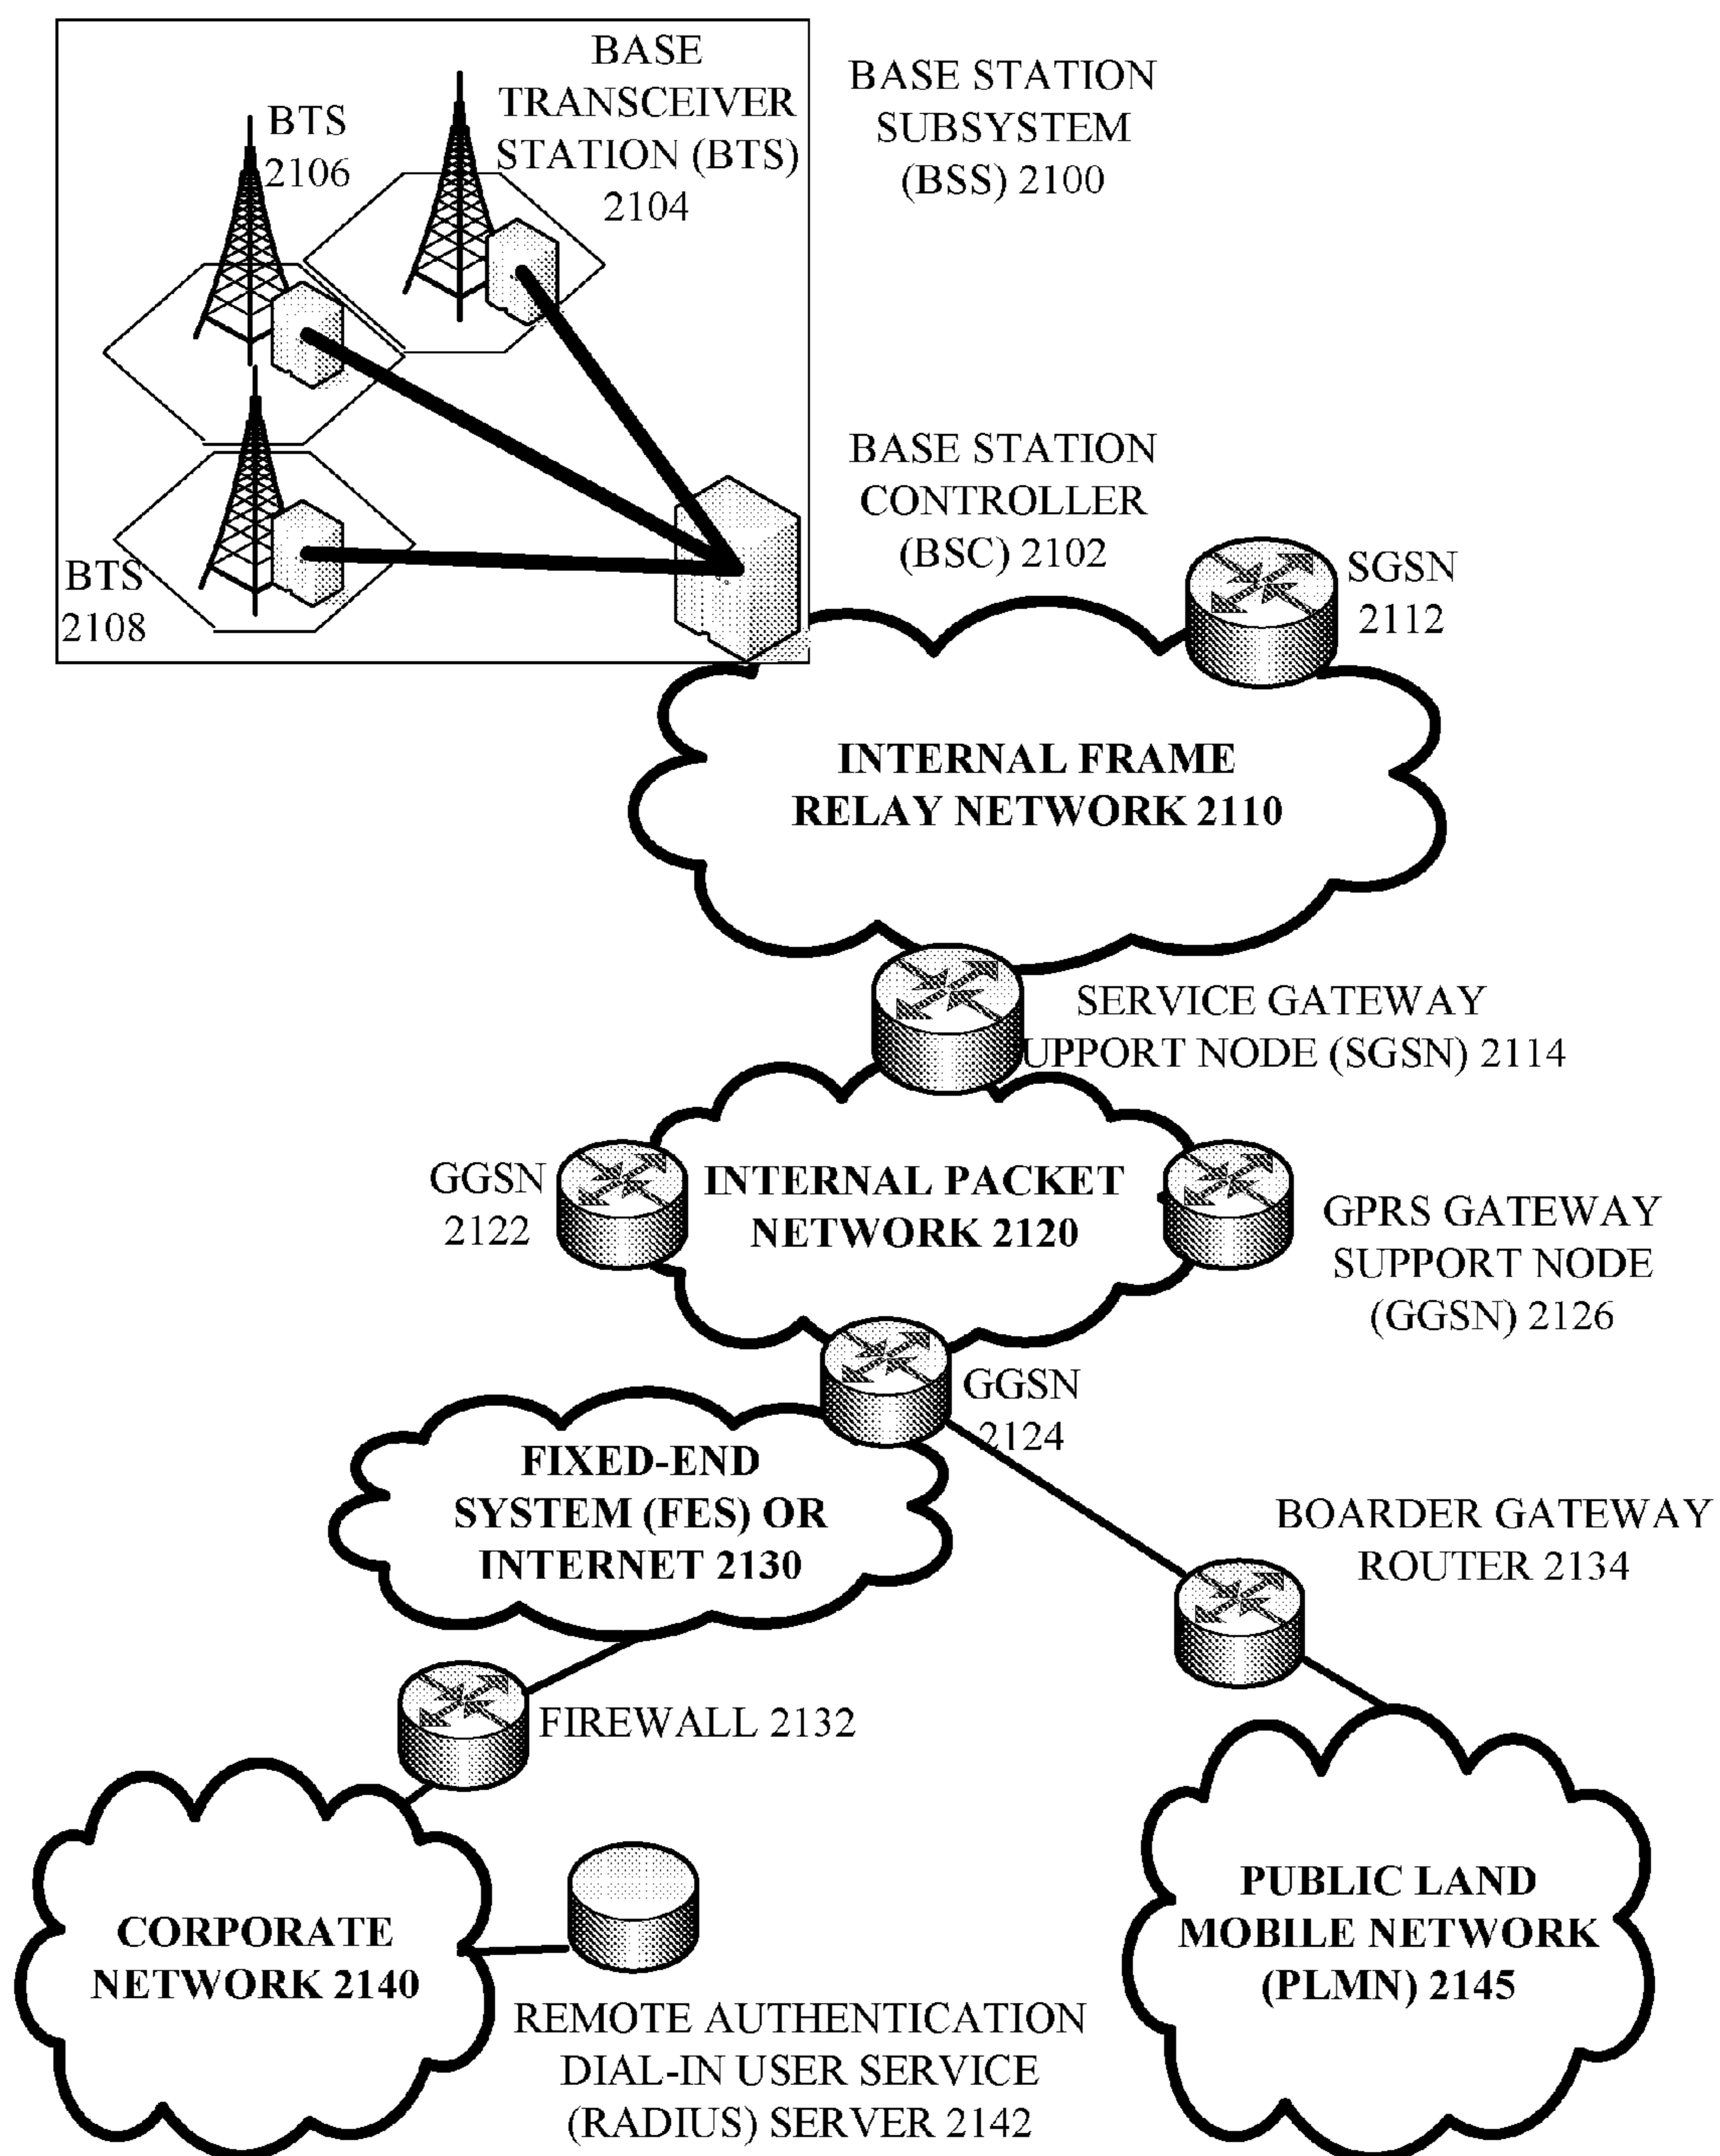 BASE
TRANSCEIVER
STATION (BTS)
2104
BTS
2106
BASE STATION
SUBSYSTEM
(BSS) 2100
BASE STATION
CONTROLLER
(BSC) 2102
BTS
2108
SGSN
2112
INTERNAL FRAME
RELAY NETWORK 2110
SERVICE GATEWAY
UPPORT NODE (SGSN) 2114
GGSN
2122
INTERNAL PACKET
NETWORK 2120
GPRS GATEWAY
SUPPORT NODE
(GGSN) 2126
GGSN
2124
FIXED-END
SYSTEM (FES) OR
INTERNET 2130
BOARDER GATEWAY
ROUTER 2134
FIREWALL 2132
CORPORATE
NETWORK 2140
PUBLIC LAND
MOBILE NETWORK
(PLMN) 2145
REMOTE AUTHENTICATION
DIAL-IN USER SERVICE
(RADIUS) SERVER 2142